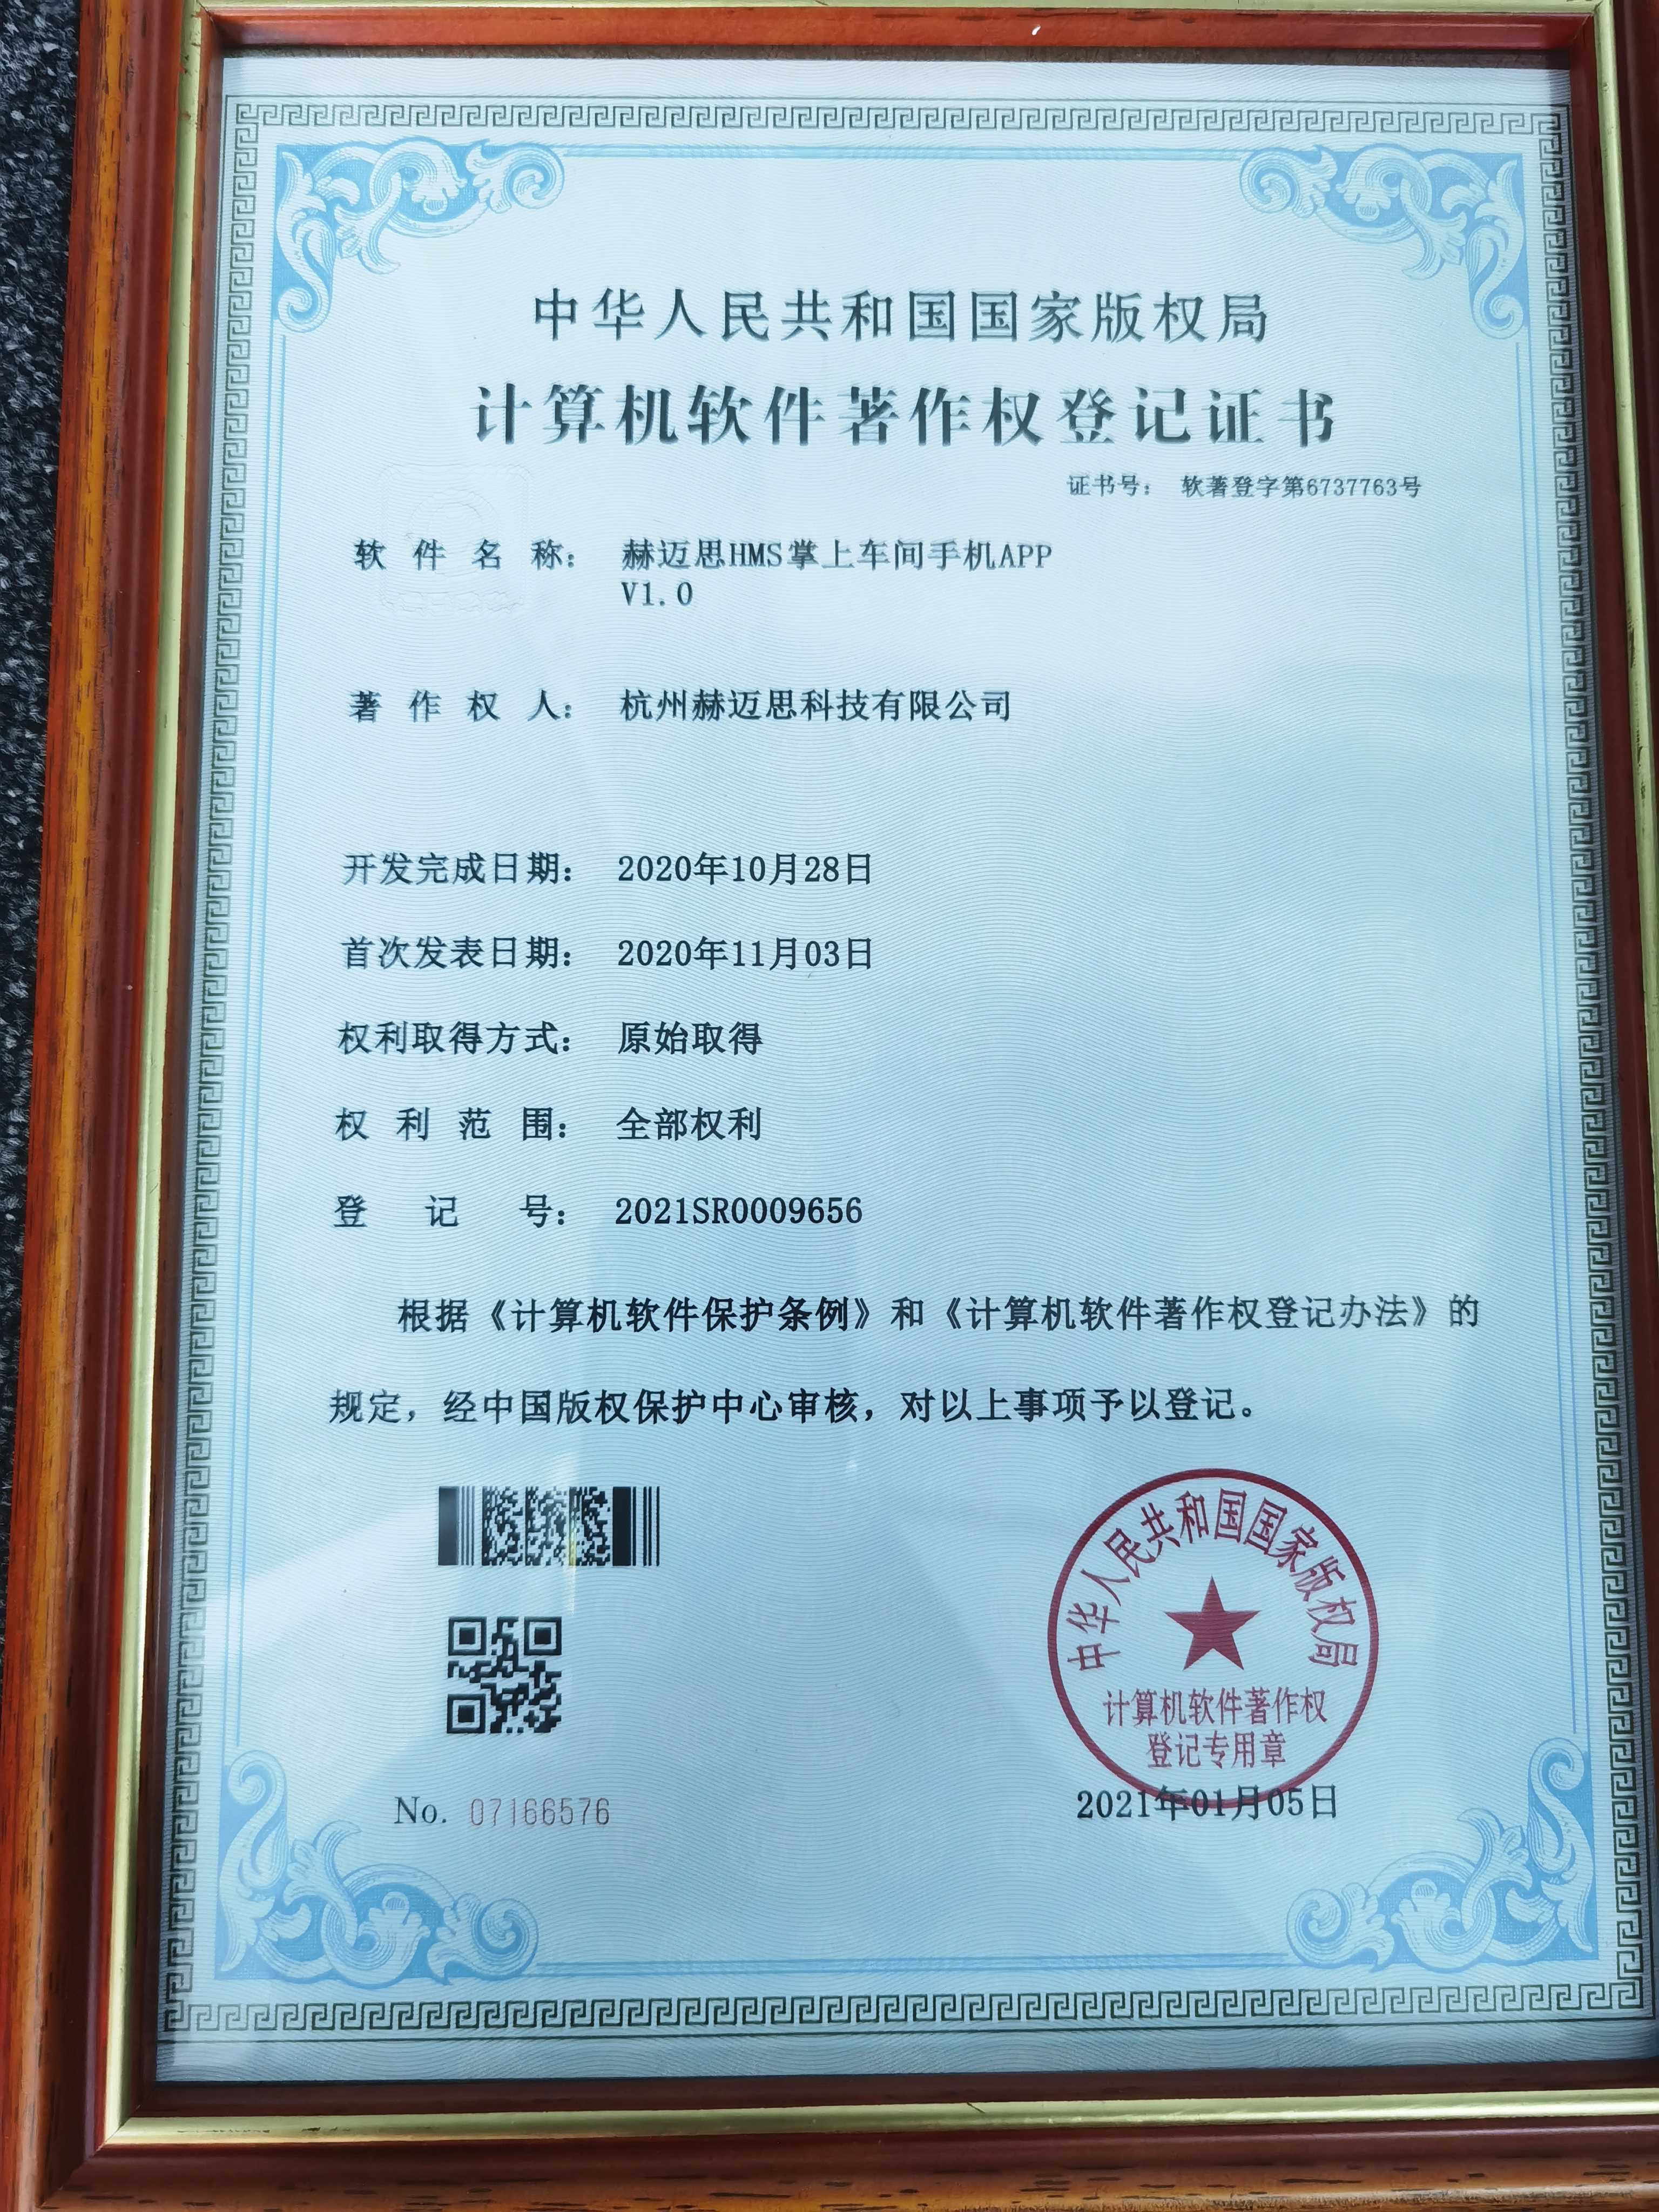 中华人民共和国国家版权局
计算机软件著作权登记证书
证书号： 软著登字第6737763号
软件名称： 赫迈思HMS掌上车间手机APP
V1.0
著作权人： 杭州赫迈思科技有限公司
开发完成日期： 2020年10月28日
首次发表日期： 2020年11月03日
权利取得方式： 原始取得
权利范围： 全部权利
登记号： 2021SR0009656
根据《计算机软件保护条例》和《计算机软件著作权登记办法》的
规定，经中国版权保护中心审核，对以上事项予以登记。
中华人民共和国国家版权局
计算机软件著作权
登记专用章
No. 07166576
2021年01月05日